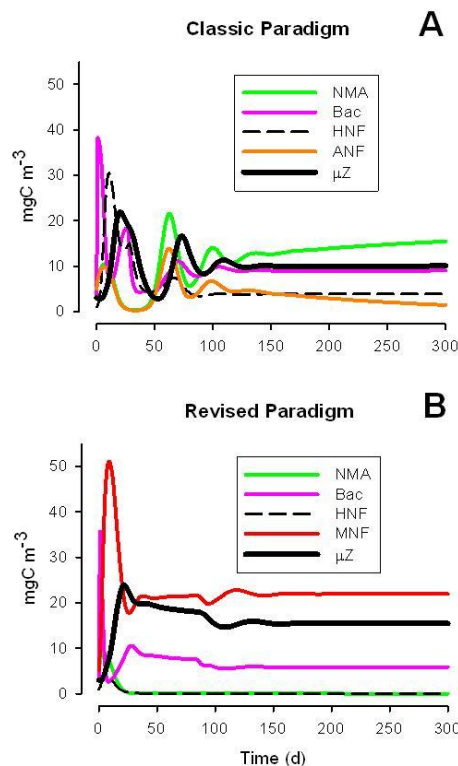 Classic Paradigm
A
NMA
Bac
HNF
ANF
µZ
mgC m⁻³
50
40
30
20
10
0
0 50 100 150 200 250 300
Revised Paradigm
B
NMA
Bac
HNF
MNF
µZ
mgC m⁻³
50
40
30
20
10
0
0 50 100 150 200 250 300
Time (d)